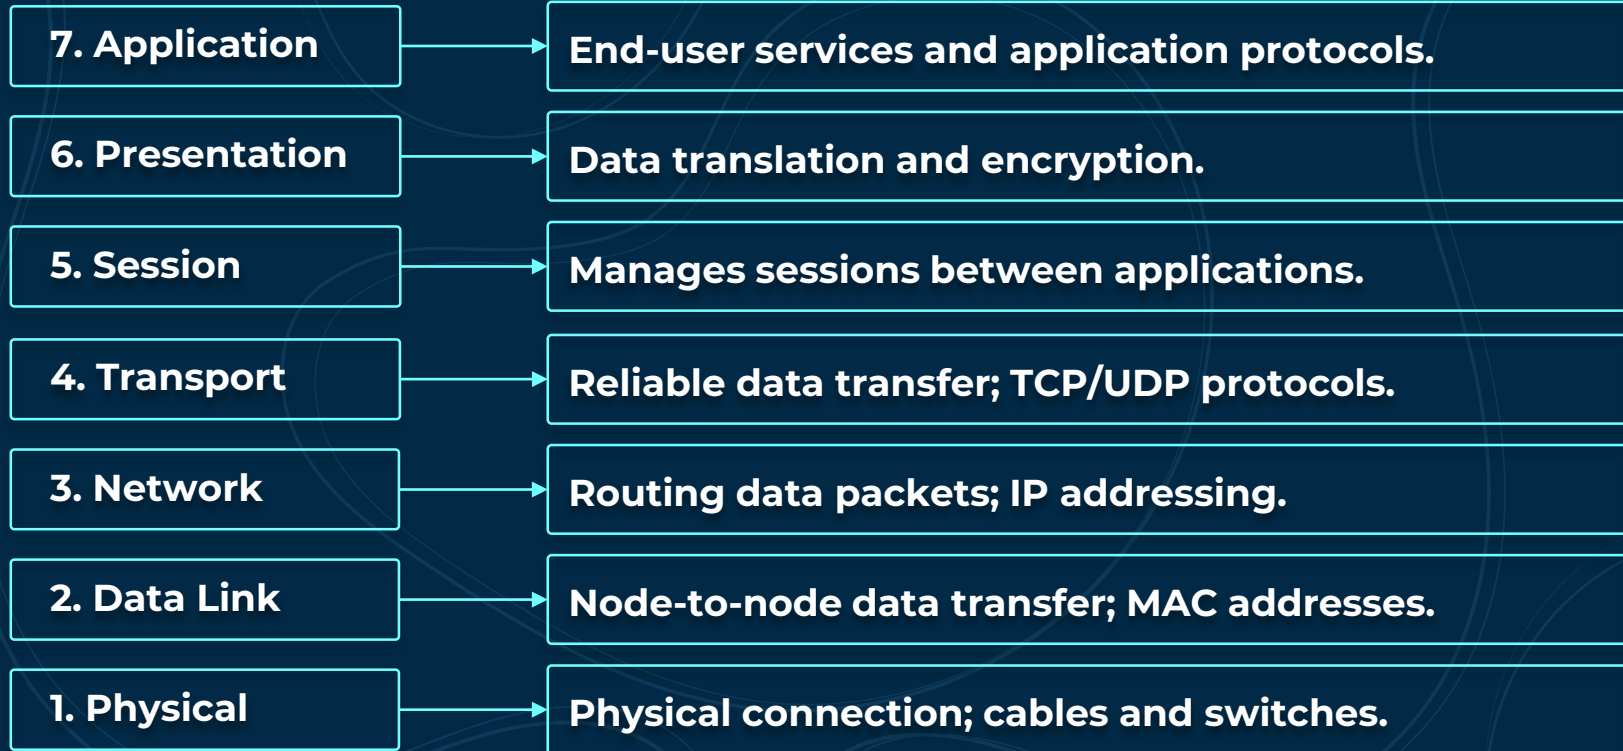 7. Application
End-user services and application protocols.
6. Presentation
Data translation and encryption.
5. Session
Manages sessions between applications.
4. Transport
Reliable data transfer; TCP/UDP protocols.
3. Network
Routing data packets; IP addressing.
2. Data Link
Node-to-node data transfer; MAC addresses.
1. Physical
Physical connection; cables and switches.